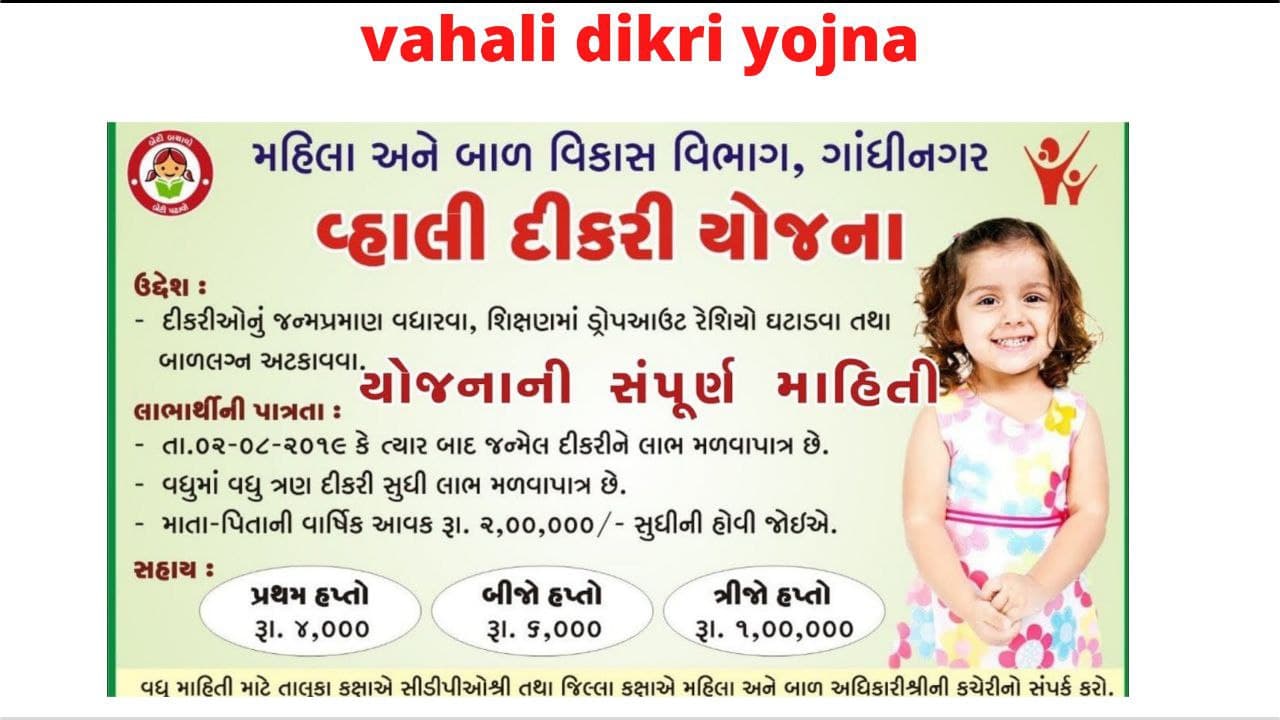 vahali dikri yojna
બેટી બચાવો
બેટી પઢાવો
મહિલા અને બાળ વિકાસ વિભાગ, ગાંધીનગર
વ્હાલી દીકરી યોજના
ઉદ્દેશ :
- દીકરીઓનું જન્મપ્રમાણ વધારવા, શિક્ષણમાં ડ્રોપઆઉટ રેશિયો ઘટાડવા તથા
બાળલગ્ન અટકાવવા.
યોજનાની સંપૂર્ણ માહિતી
લાભાર્થીની પાત્રતા :
- તા.૦૨-૦૮-૨૦૧૯ કે ત્યાર બાદ જન્મેલ દીકરીને લાભ મળવાપાત્ર છે.
- વધુમાં વધુ ત્રણ દીકરી સુધી લાભ મળવાપાત્ર છે.
- માતા-પિતાની વાર્ષિક આવક રૂા. ૨,૦૦,૦૦૦/- સુધીની હોવી જોઇએ.
સહાય :
પ્રથમ હપ્તો
રૂા. ૪,૦૦૦
બીજો હપ્તો
રૂા. ૬,૦૦૦
ત્રીજો હપ્તો
રૂા. ૧,૦૦,૦૦૦
વધુ માહિતી માટે તાલુકા કક્ષાએ સીડીપીઓશ્રી તથા જિલ્લા કક્ષાએ મહિલા અને બાળ અધિકારીશ્રીની કચેરીનો સંપર્ક કરો.